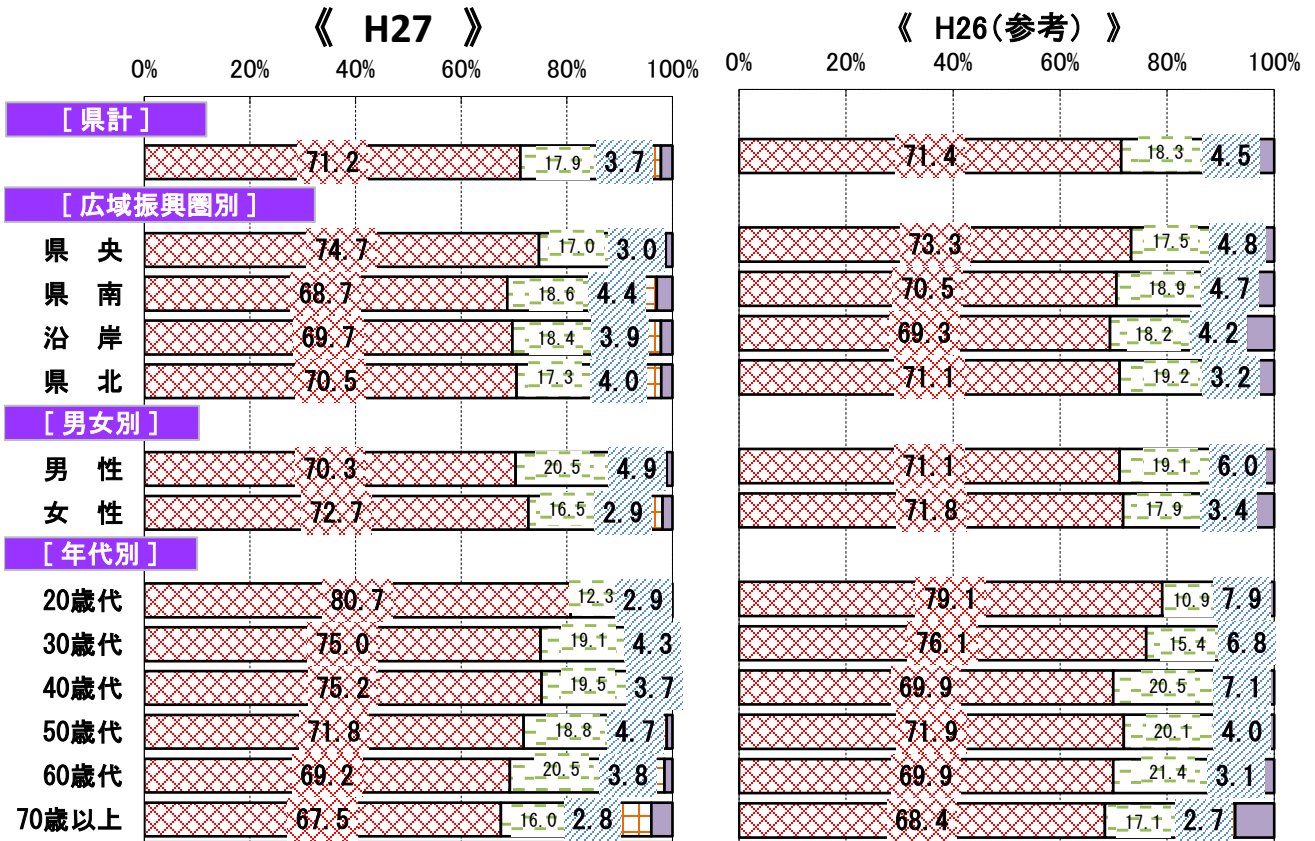 《 H27 》 《 H26(参考) 》
0% 20% 40% 60% 80% 100% 0% 20% 40% 60% 80% 100%
[ 県計 ]
71.2 17.9 3.7 71.4 18.3 4.5
[ 広域振興圏別 ]
県 央 74.7 17.0 3.0 73.3 17.5 4.8
県 南 68.7 18.6 4.4 70.5 18.9 4.7
沿 岸 69.7 18.4 3.9 69.3 18.2 4.2
県 北 70.5 17.3 4.0 71.1 19.2 3.2
[ 男女別 ]
男 性 70.3 20.5 4.9 71.1 19.1 6.0
女 性 72.7 16.5 2.9 71.8 17.9 3.4
[ 年代別 ]
20歳代 80.7 12.3 2.9 79.1 10.9 7.9
30歳代 75.0 19.1 4.3 76.1 15.4 6.8
40歳代 75.2 19.5 3.7 69.9 20.5 7.1
50歳代 71.8 18.8 4.7 71.9 20.1 4.0
60歳代 69.2 20.5 3.8 69.9 21.4 3.1
70歳以上 67.5 16.0 2.8 68.4 17.1 2.7